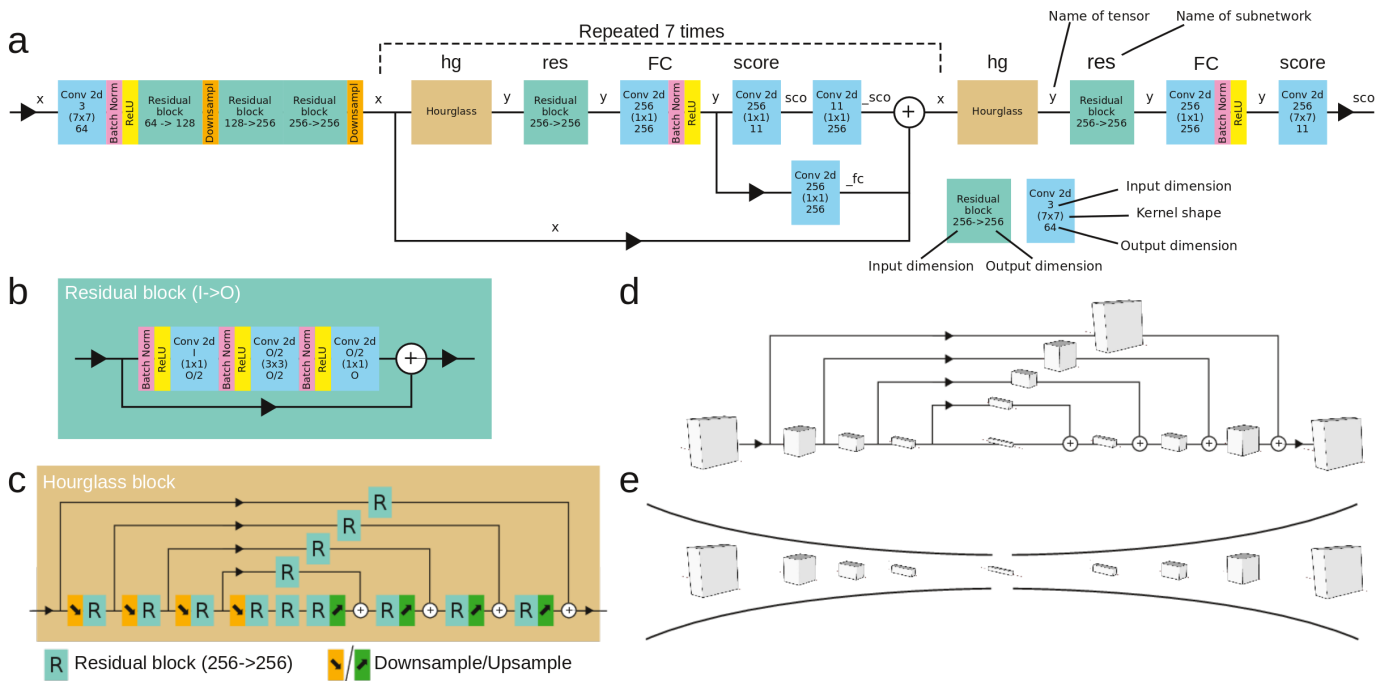 a
Repeated 7 times
Name of tensor
Name of subnetwork
hg
res
FC
score
hg
res
FC
score
x
Conv 2d
3
(7x7)
64
Batch Norm
ReLU
Residual
block
64 -> 128
Downsampl
Residual
block
128->256
Residual
block
256->256
Downsampl
x
Hourglass
y
Residual
block
256->256
y
Conv 2d
256
(1x1)
256
Batch Norm
ReLU
y
Conv 2d
256
(1x1)
11
sco
Conv 2d
11
(1x1)
256
_sco
+
x
Hourglass
y
Residual
block
256->256
y
Conv 2d
256
(1x1)
256
Batch Norm
ReLU
y
Conv 2d
256
(7x7)
11
sco
Conv 2d
256
(1x1)
256
_fc
x
Residual
block
256->256
Conv 2d
3
(7x7)
64
Input dimension
Kernel shape
Output dimension
Input dimension
Output dimension
b
Residual block (I->O)
Batch Norm
ReLU
Conv 2d
I
(1x1)
O/2
Batch Norm
ReLU
Conv 2d
O/2
(3x3)
O/2
Batch Norm
ReLU
Conv 2d
O/2
(1x1)
O
+
c
Hourglass block
R
R
R
R
R
R
R
R
R
R
+
R
+
R
+
R
+
R Residual block (256->256)
/ Downsample/Upsample
d
+
+
+
+
e